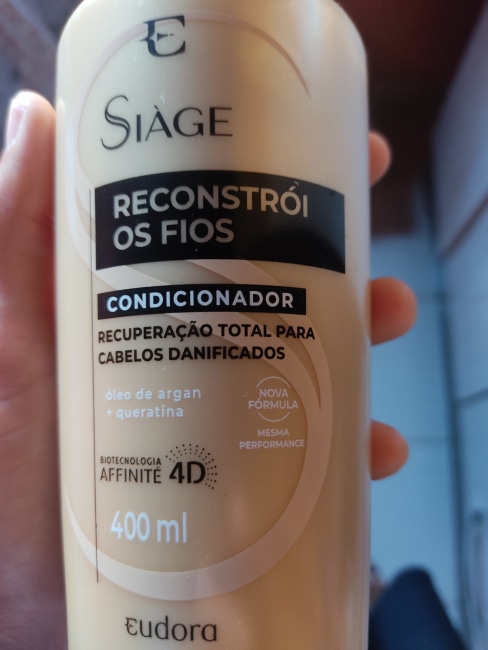 E
SIÀGE
RECONSTRÓI
OS FIOS
CONDICIONADOR
RECUPERAÇÃO TOTAL PARA
CABELOS DANIFICADOS
óleo de argan
+ queratina
NOVA
FÓRMULA
MESMA
PERFORMANCE
BIOTECNOLOGIA
AFFINITÉ 4D
400 ml
eudora